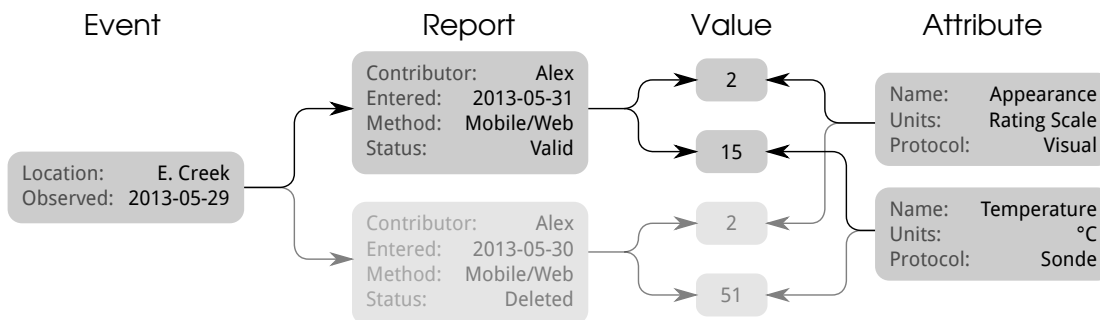 Event
Report
Value
Attribute
Location: E. Creek
Observed: 2013-05-29
Contributor: Alex
Entered: 2013-05-31
Method: Mobile/Web
Status: Valid
Contributor: Alex
Entered: 2013-05-30
Method: Mobile/Web
Status: Deleted
2
15
2
51
Name: Appearance
Units: Rating Scale
Protocol: Visual
Name: Temperature
Units: °C
Protocol: Sonde